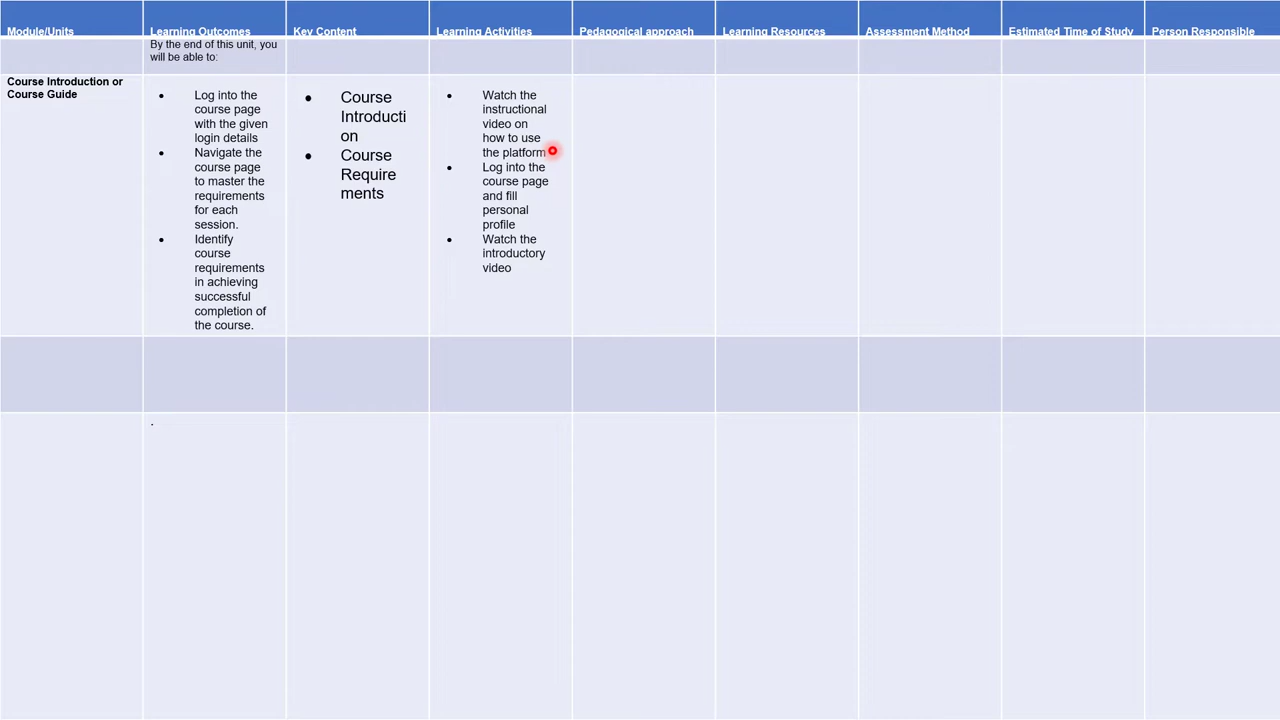 Module/Units
Learning Outcomes
Key Content
Learning Activities
Pedagogical approach
Learning Resources
Assessment Method
Estimated Time of Study
Person Responsible
By the end of this unit, you
will be able to:
Course Introduction or
Course Guide
• Log into the
course page
with the given
login details
• Navigate the
course page
to master the
requirements
for each
session.
• Identify
course
requirements
in achieving
successful
completion of
the course.
• Course
Introducti
on
• Course
Require
ments
• Watch the
instructional
video on
how to use
the platform
• Log into the
course page
and fill
personal
profile
• Watch the
introductory
video
.